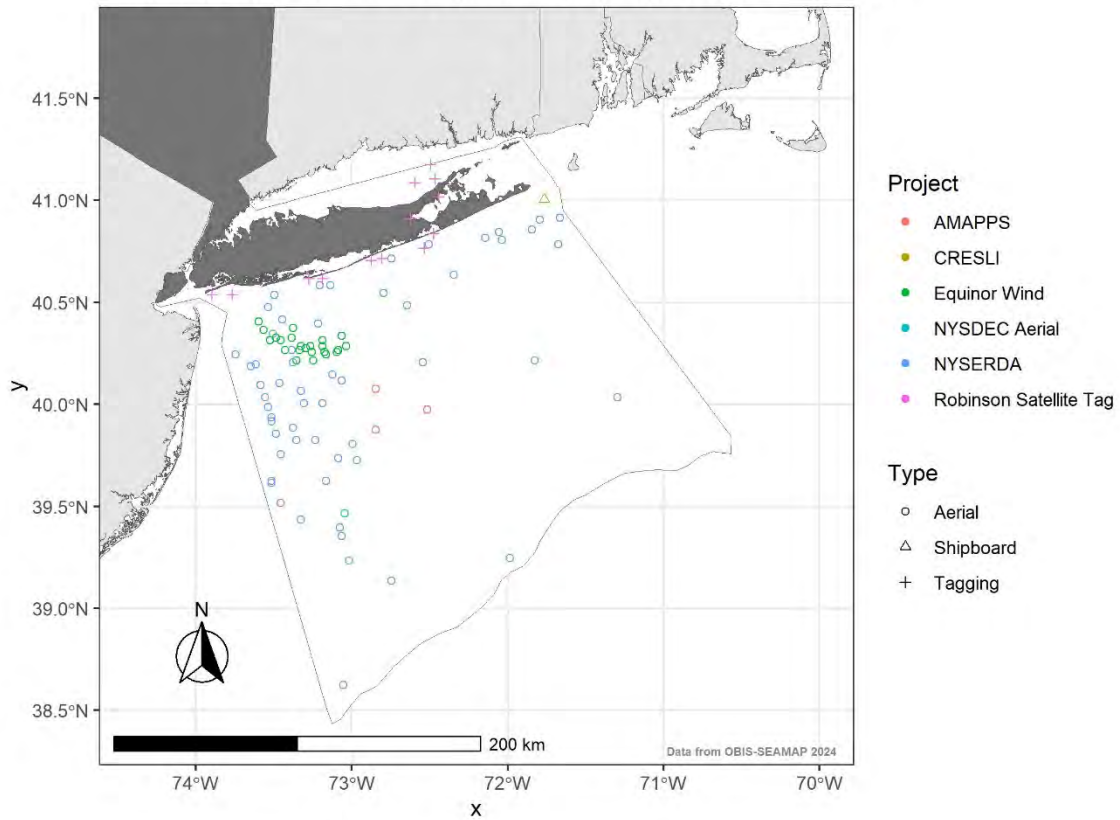 41.5°N
41.0°N
40.5°N
40.0°N
39.5°N
39.0°N
38.5°N
y
N
200 km
Data from OBIS-SEAMAP 2024
74°W
73°W
72°W
71°W
70°W
x
Project
AMAPPS
CRESLI
Equinor Wind
NYSDEC Aerial
NYSERDA
Robinson Satellite Tag
Type
Aerial
Shipboard
Tagging